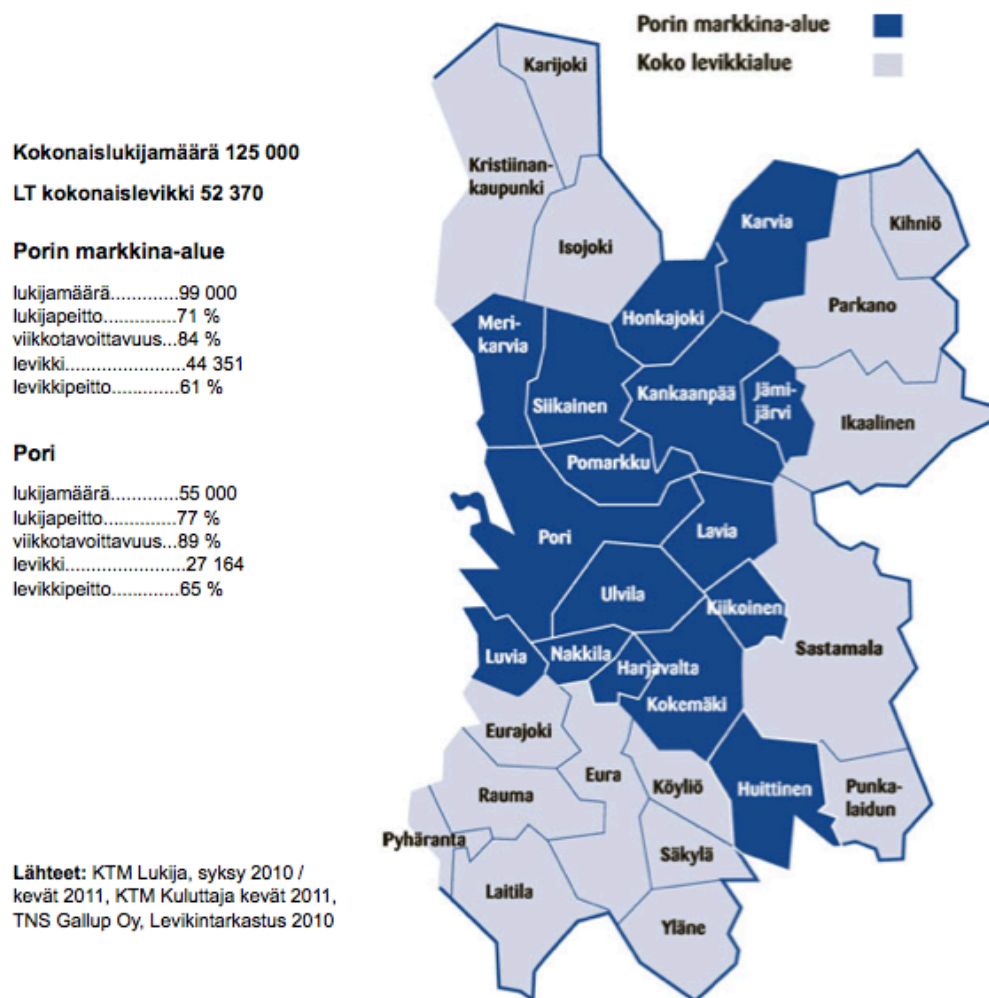 Porin markkina-alue
Koko levikkialue
Kokonaislukijamäärä 125 000
LT kokonaislevikki 52 370
Porin markkina-alue
lukijamäärä.............99 000
lukijapeitto...............71 %
viikkotavoittavuus...84 %
levikki........................44 351
levikkipeitto............61 %
Pori
lukijamäärä.............55 000
lukijapeitto...............77 %
viikkotavoittavuus...89 %
levikki........................27 164
levikkipeitto............65 %
Lähteet: KTM Lukija, syksy 2010 /
kevät 2011, KTM Kuluttaja kevät 2011,
TNS Gallup Oy, Levikintarkastus 2010
Karijoki
Kristiinan-
kaupunki
Isojoki
Karvia
Kihniö
Parkano
Honkajoki
Meri-
karvia
Siikainen
Kankaanpää
Jämi-
järvi
Ikaalinen
Pomarkku
Pori
Lavia
Ulvila
Kiikoinen
Sastamala
Luvia
Nakkila
Harjavalta
Kokemäki
Eurajoki
Eura
Köyliö
Huittinen
Punka-
laidun
Rauma
Pyhäranta
Säkylä
Laitila
Yläne